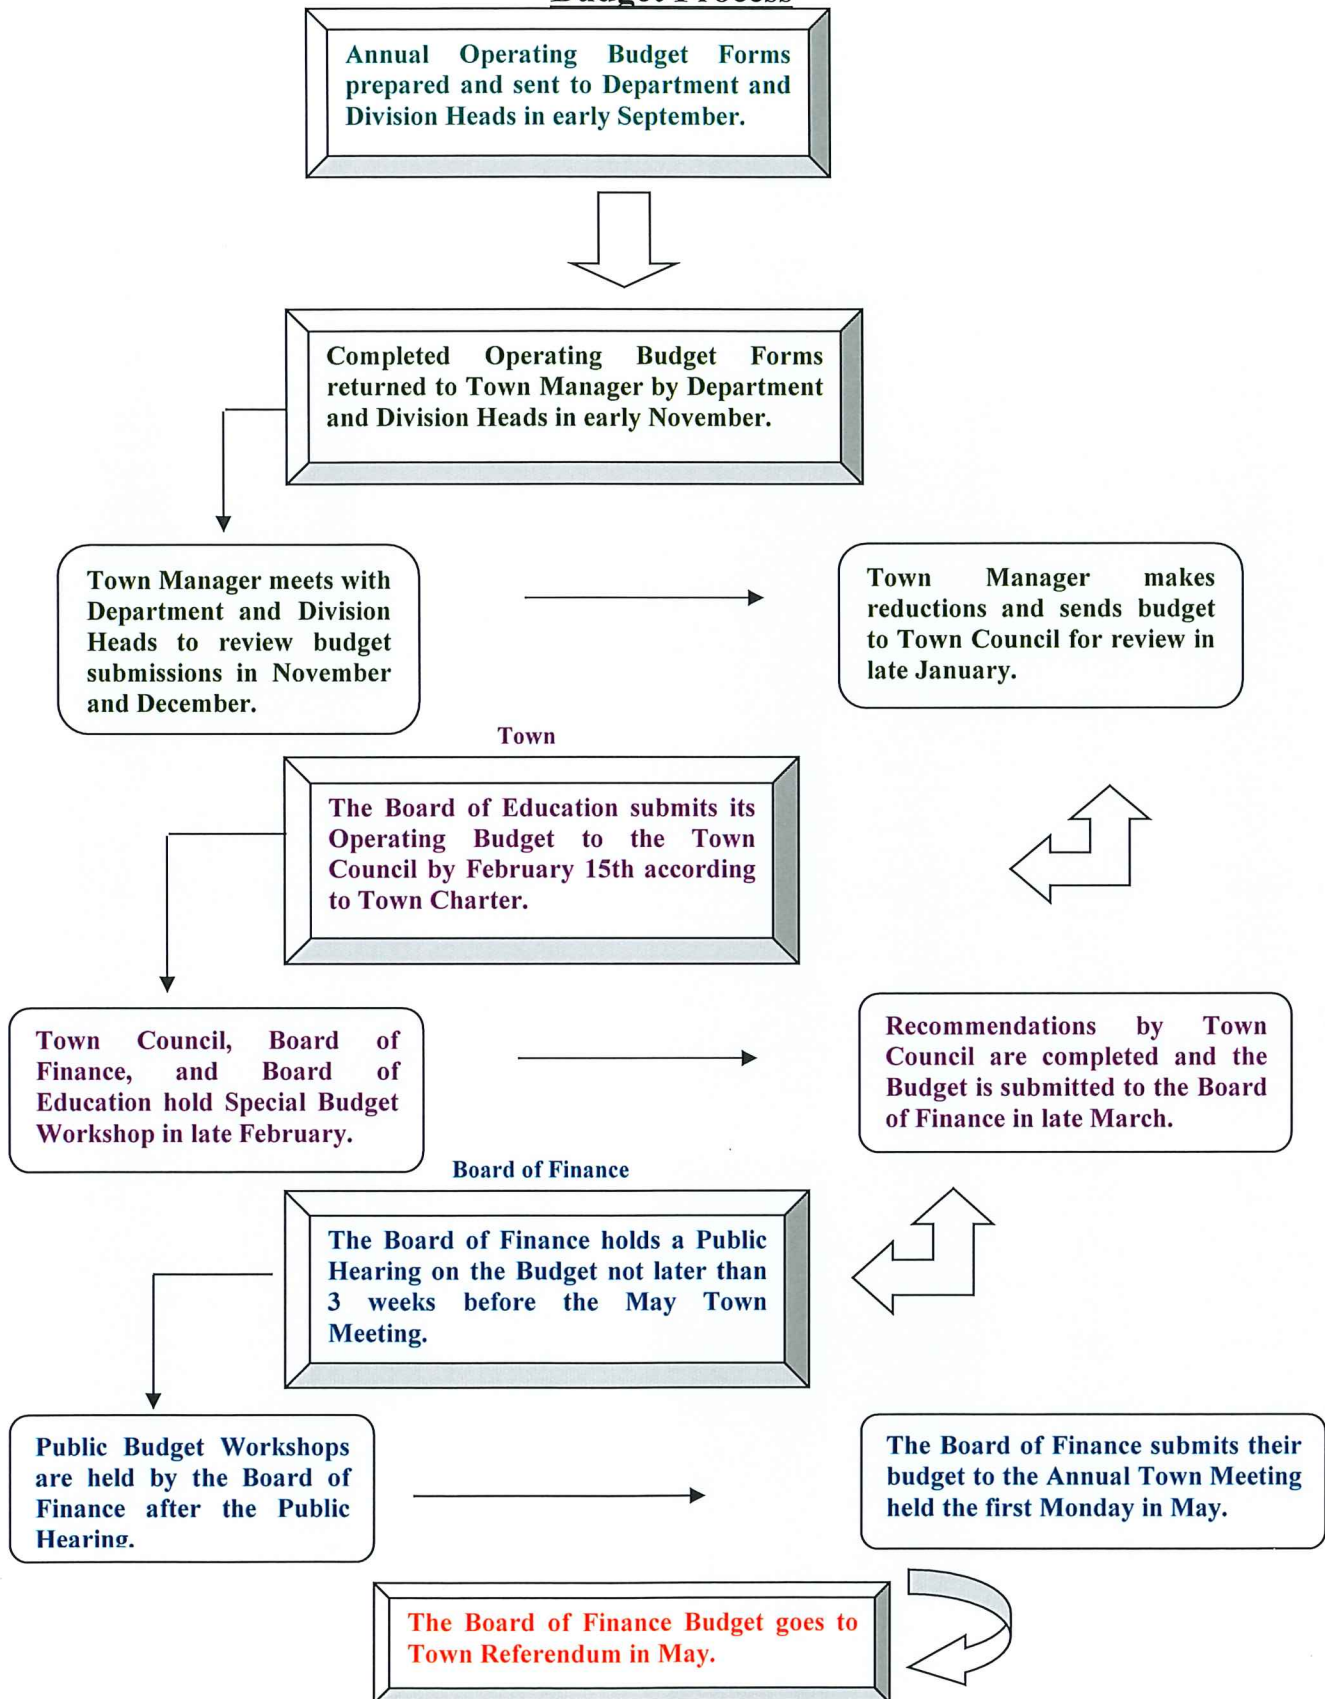 Budget Process
Annual Operating Budget Forms
prepared and sent to Department and
Division Heads in early September.
Completed Operating Budget Forms
returned to Town Manager by Department
and Division Heads in early November.
Town Manager meets with
Department and Division
Heads to review budget
submissions in November
and December.
Town Manager makes
reductions and sends budget
to Town Council for review in
late January.
Town
The Board of Education submits its
Operating Budget to the Town
Council by February 15th according
to Town Charter.
Town Council, Board of
Finance, and Board of
Education hold Special Budget
Workshop in late February.
Recommendations by Town
Council are completed and the
Budget is submitted to the Board
of Finance in late March.
Board of Finance
The Board of Finance holds a Public
Hearing on the Budget not later than
3 weeks before the May Town
Meeting.
Public Budget Workshops
are held by the Board of
Finance after the Public
Hearing.
The Board of Finance submits their
budget to the Annual Town Meeting
held the first Monday in May.
The Board of Finance Budget goes to
Town Referendum in May.